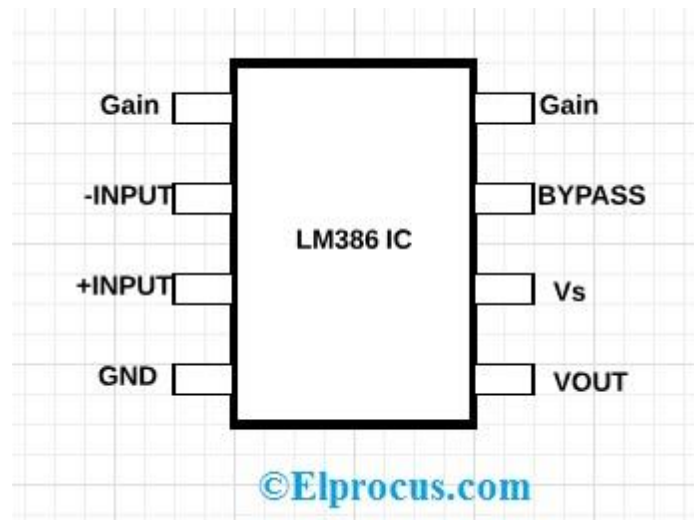 Gain Gain
-INPUT BYPASS
LM386 IC
+INPUT Vs
GND VOUT
©Elprocus.com